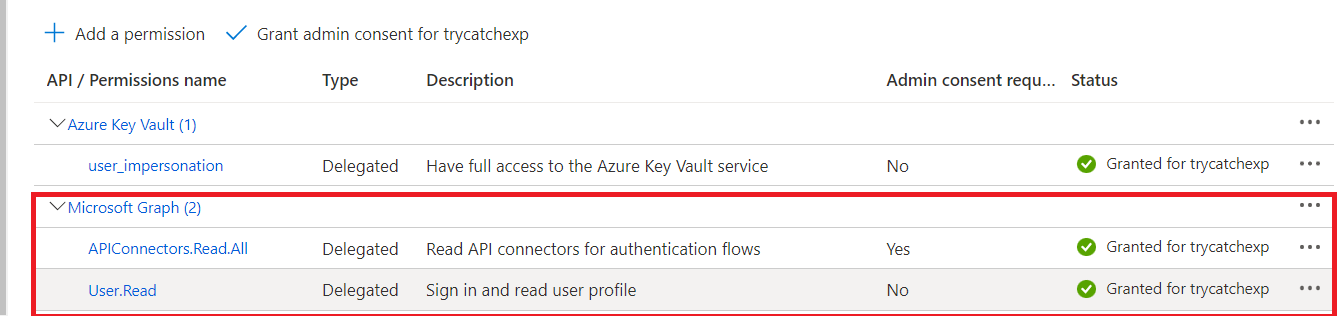 Add a permission Grant admin consent for trycatchexp
API / Permissions name Type Description Admin consent requ... Status
Azure Key Vault (1)
user_impersonation Delegated Have full access to the Azure Key Vault service No Granted for trycatchexp
Microsoft Graph (2)
APIConnectors.Read.All Delegated Read API connectors for authentication flows Yes Granted for trycatchexp
User.Read Delegated Sign in and read user profile No Granted for trycatchexp